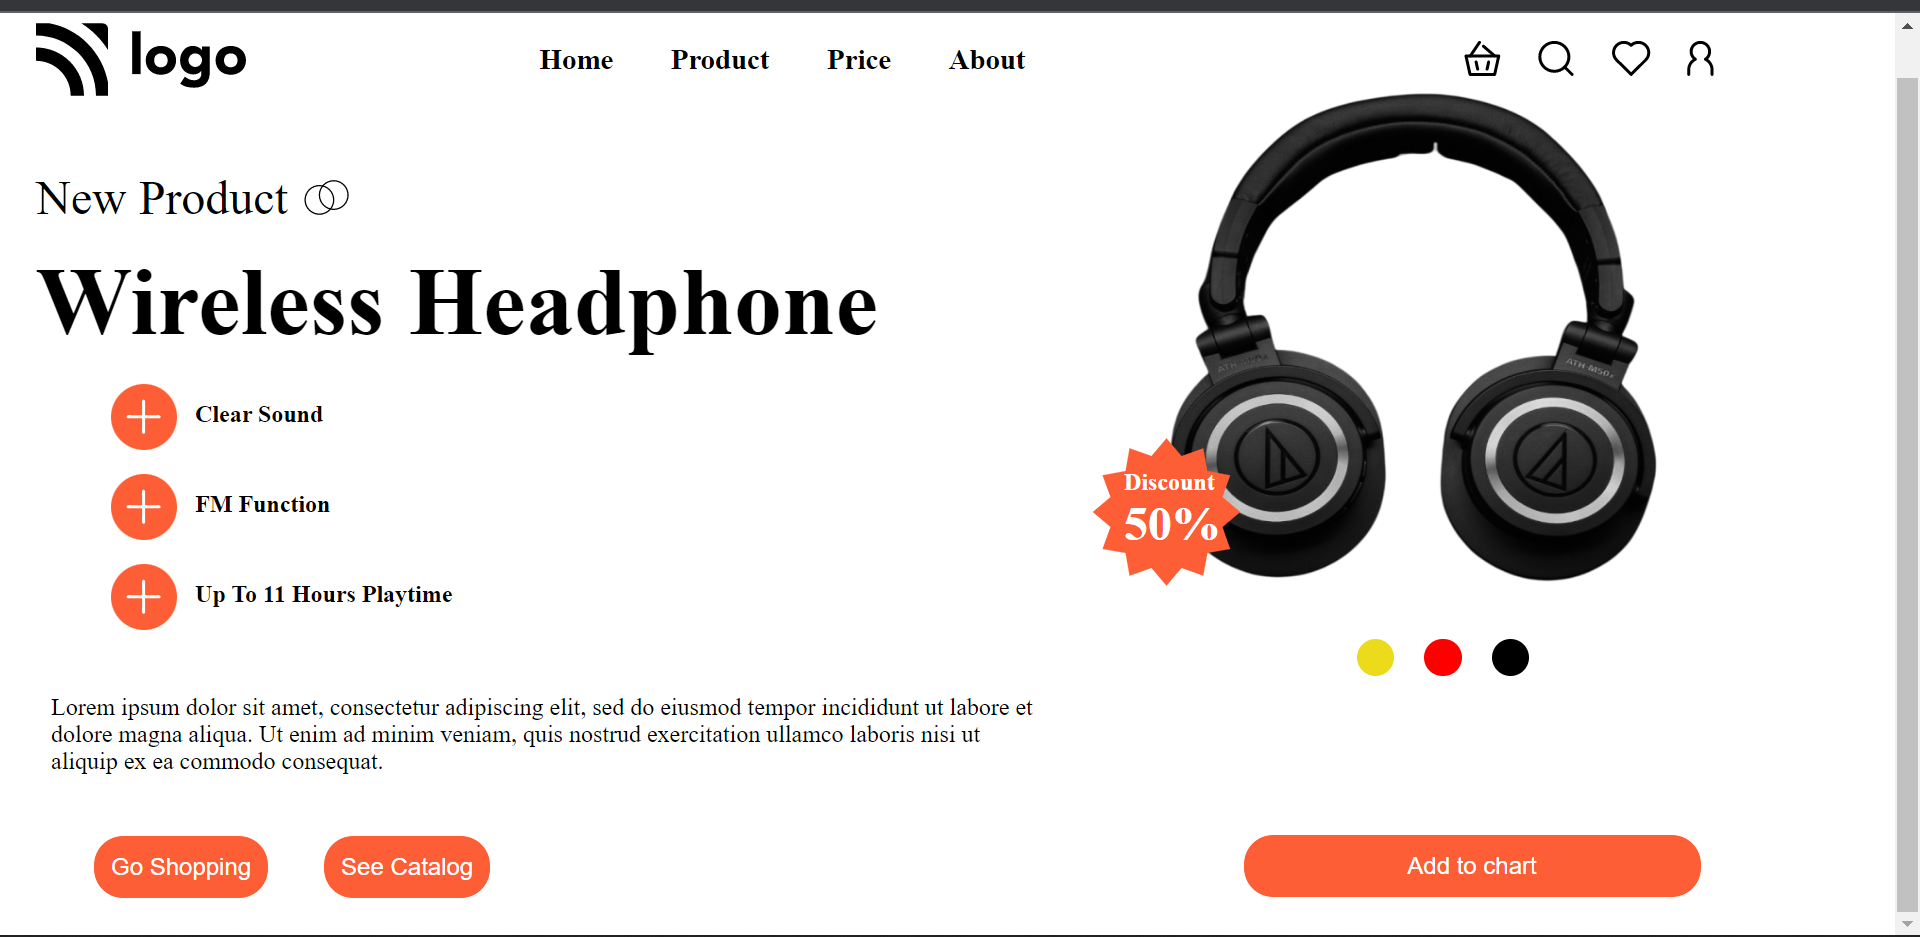 logo
Home Product Price About
New Product
Wireless Headphone
Clear Sound
FM Function
Up To 11 Hours Playtime
ATH-M50x
Discount
50%
Lorem ipsum dolor sit amet, consectetur adipiscing elit, sed do eiusmod tempor incididunt ut labore et
dolore magna aliqua. Ut enim ad minim veniam, quis nostrud exercitation ullamco laboris nisi ut
aliquip ex ea commodo consequat.
Go Shopping
See Catalog
Add to chart